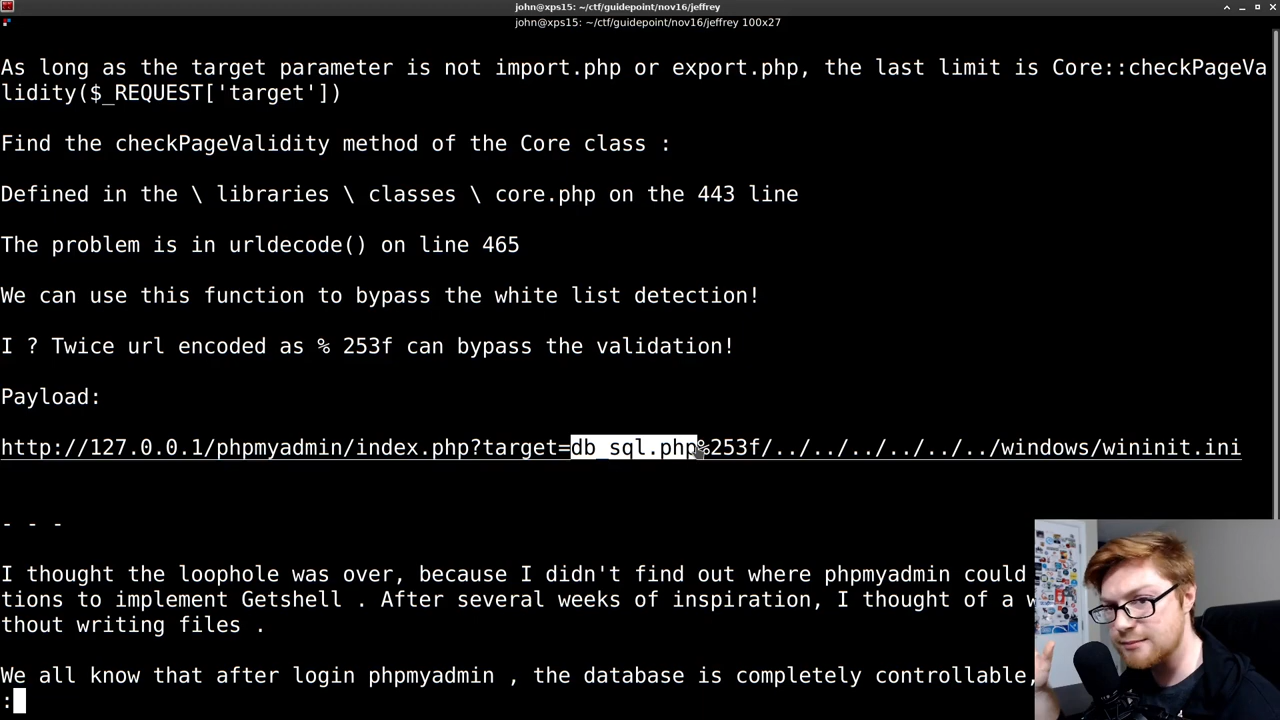 john@xps15: ~/ctf/guidepoint/nov16/jeffrey
john@xps15: ~/ctf/guidepoint/nov16/jeffrey 100x27
As long as the target parameter is not import.php or export.php, the last limit is Core::checkPageVa
lidity($_REQUEST['target'])
Find the checkPageValidity method of the Core class :
Defined in the \ libraries \ classes \ core.php on the 443 line
The problem is in urldecode() on line 465
We can use this function to bypass the white list detection!
I ? Twice url encoded as % 253f can bypass the validation!
Payload:
http://127.0.0.1/phpmyadmin/index.php?target=db_sql.php%253f/../../../../../../windows/wininit.ini
- - -
I thought the loophole was over, because I didn't find out where phpmyadmin could
tions to implement Getshell . After several weeks of inspiration, I thought of a
thout writing files .
We all know that after login phpmyadmin , the database is completely controllable,
: